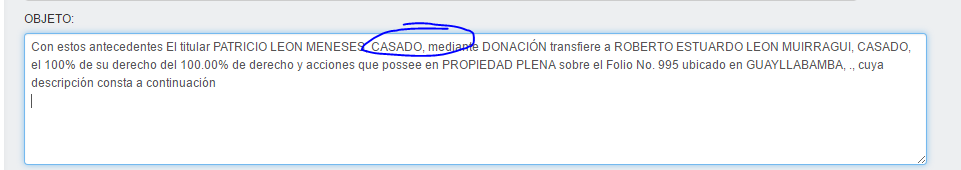 OBJETO:
Con estos antecedentes El titular PATRICIO LEON MENESES, CASADO, mediante DONACIÓN transfiere a ROBERTO ESTUARDO LEON MUIRRAGUI, CASADO,
el 100% de su derecho del 100.00% de derecho y acciones que possee en PROPIEDAD PLENA sobre el Folio No. 995 ubicado en GUAYLLABAMBA, ., cuya
descripción consta a continuación